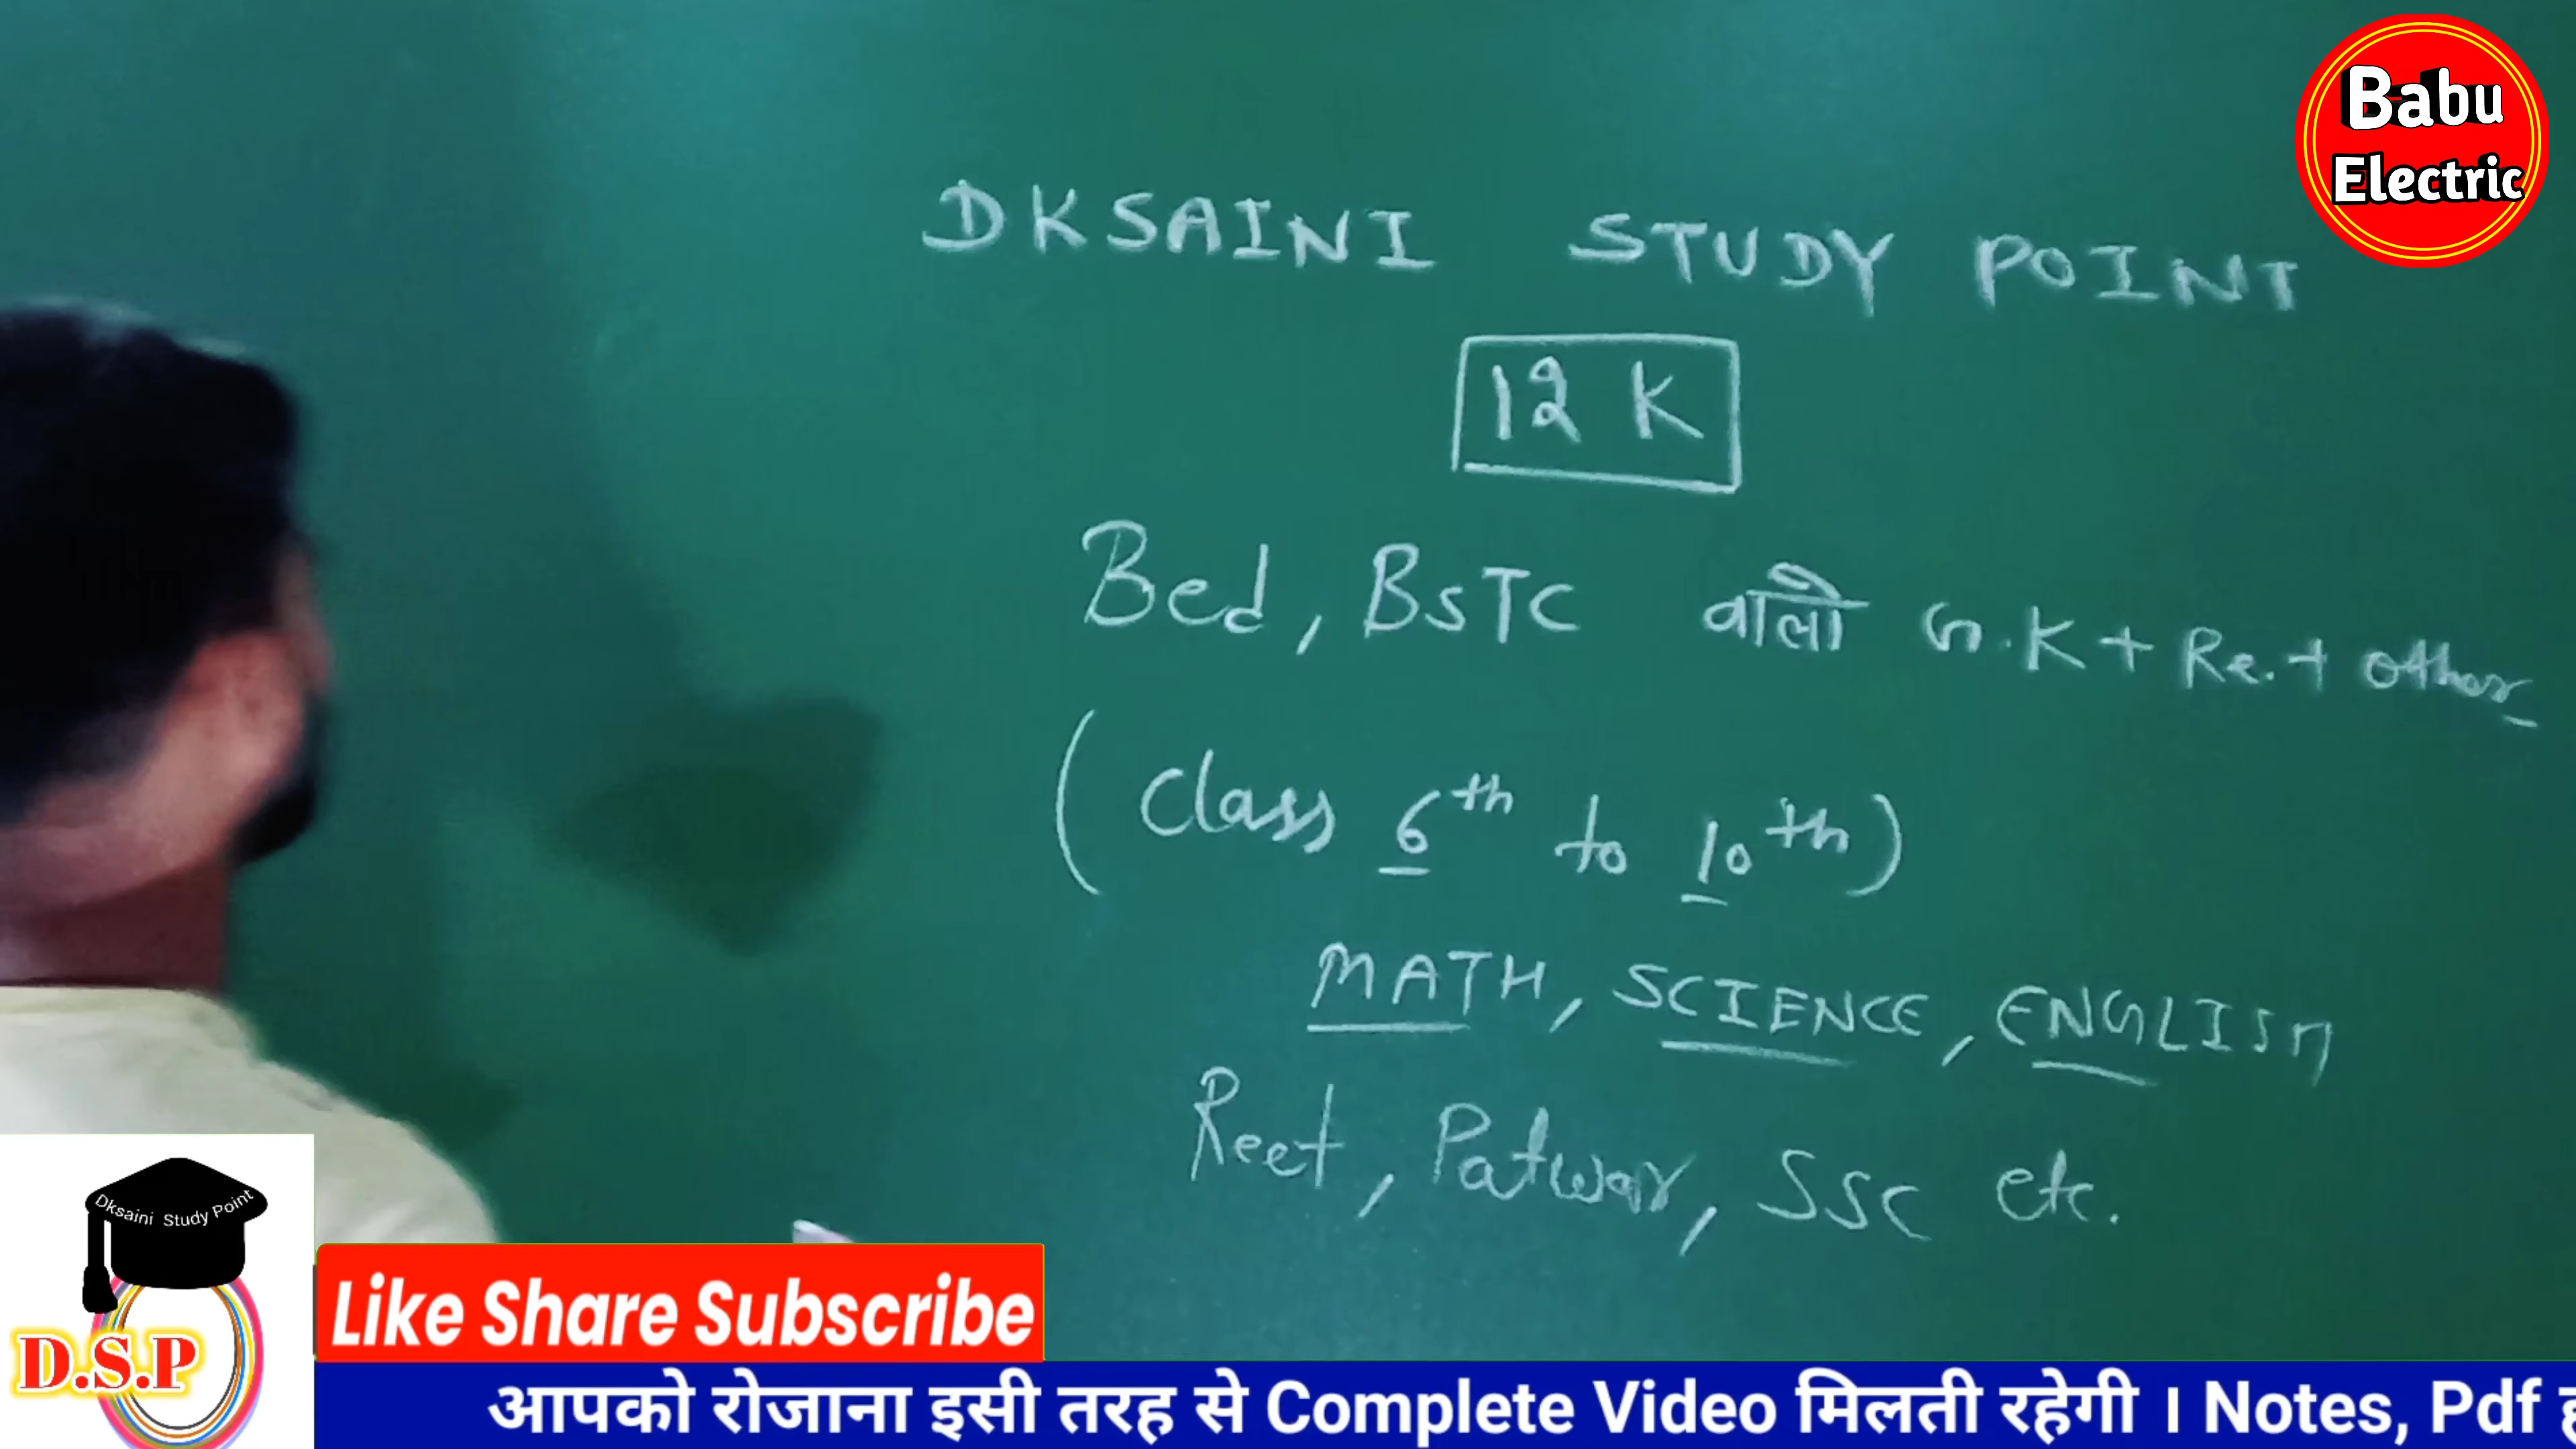 Babu
Electric
DKSAINI STUDY POINT
12 K
Bed, BSTC वालो G.K + Re. + other
(Class 6th to 10th)
MATH, SCIENCE, ENGLISH
Reet, Patwar, SSC etc.
Dksaini Study Point
D.S.P
Like Share Subscribe
आपको रोजाना इसी तरह से Complete Video मिलती रहेगी । Notes, Pdf